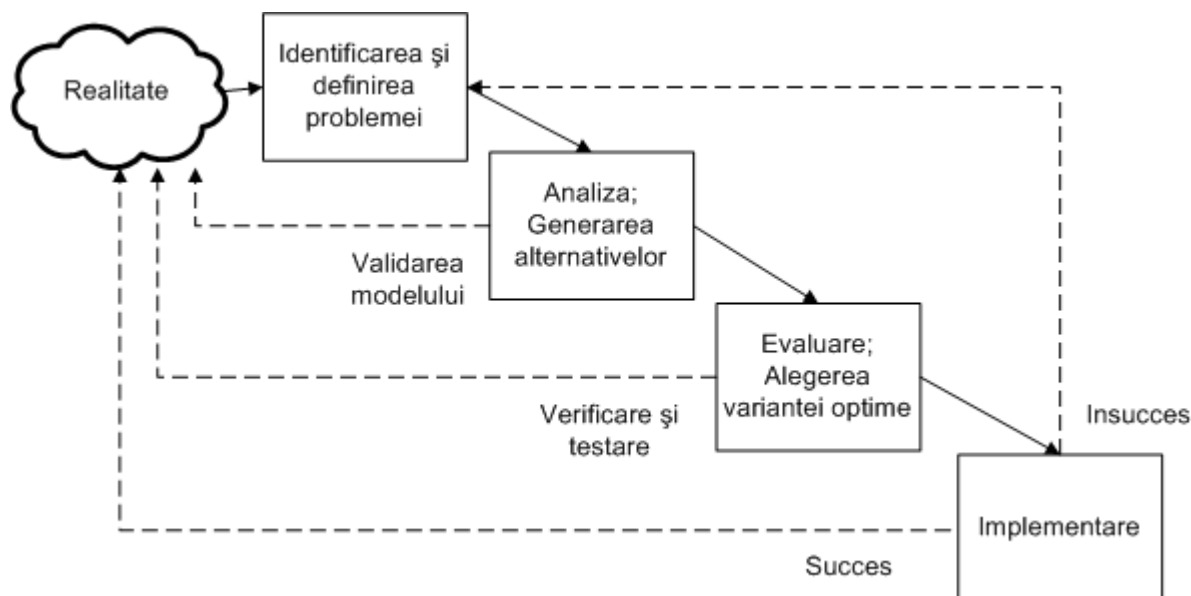 Realitate
Identificarea şi
definirea
problemei
Analiza;
Generarea
alternativelor
Validarea
modelului
Evaluare;
Alegerea
variantei optime
Verificare şi
testare
Insucces
Implementare
Succes